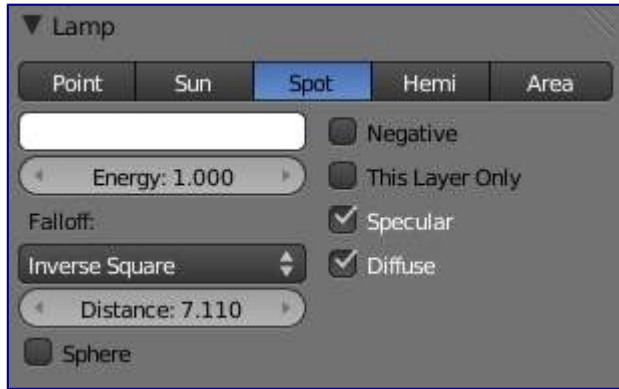 Lamp
Point Sun Spot Hemi Area
Negative
Energy: 1.000 This Layer Only
Falloff: Specular
Inverse Square Diffuse
Distance: 7.110
Sphere